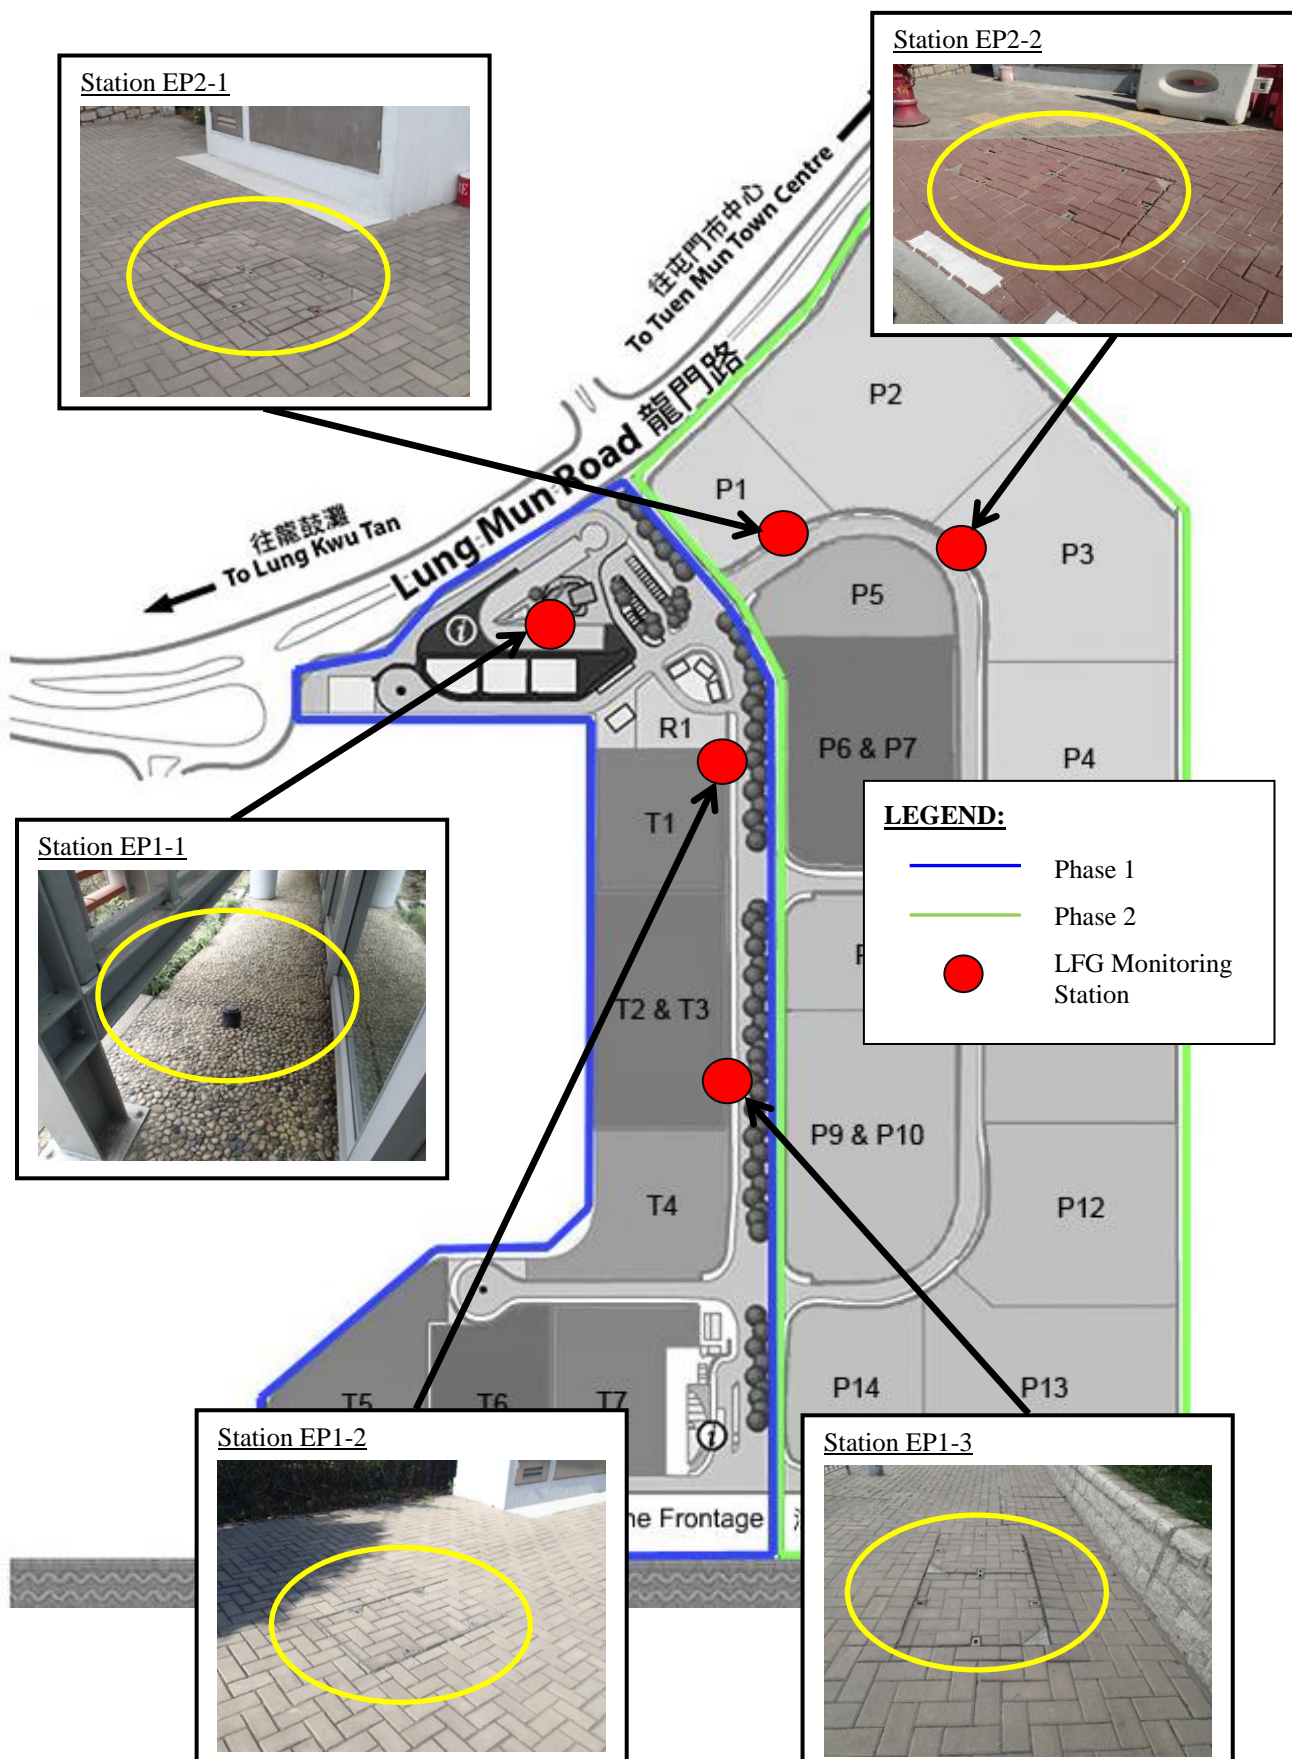 Station EP2-1
Station EP2-2
往屯門市中心
To Tuen Mun Town Centre
Lung Mun Road 龍門路
往龍鼓灘
To Lung Kwu Tan
P2
P1
P3
P5
R1
P6 & P7
P4
T1
LEGEND:
Phase 1
Phase 2
LFG Monitoring
Station
Station EP1-1
T2 & T3
P9 & P10
T4
P12
T5
T6
T7
P14
P13
Station EP1-2
Station EP1-3
ne Frontage